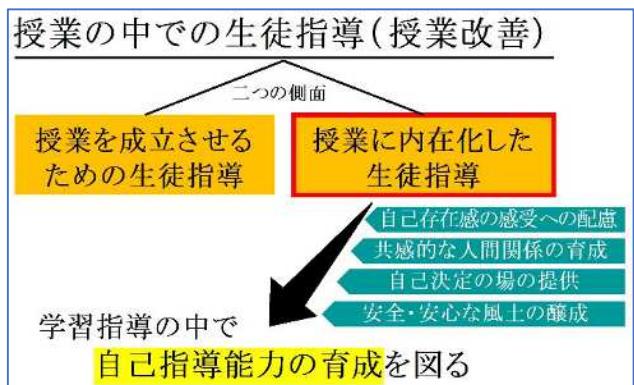 授業の中での生徒指導(授業改善)
二つの側面
授業を成立させる
ための生徒指導
授業に内在化した
生徒指導
自己存在感の感受への配慮
共感的な人間関係の育成
自己決定の場の提供
安全・安心な風土の醸成
学習指導の中で
自己指導能力の育成を図る